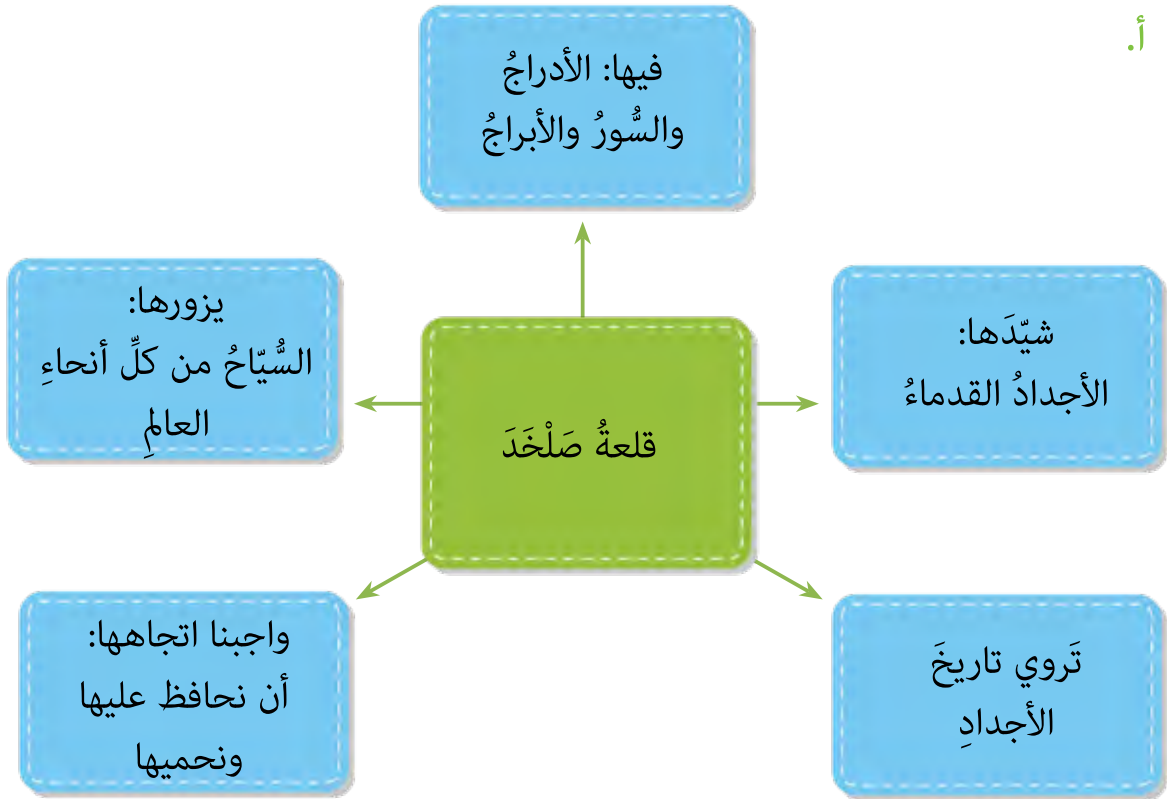 أ.
فيها: الأدراجُ
والسُّورُ والأبراجُ
شيّدَها:
الأجدادُ القدماءُ
يزورها:
السُّيّاحُ من كلِّ أنحاءِ
العالمِ
قلعةُ صَلْخَدَ
تَروي تاريخَ
الأجدادِ
واجبنا اتجاهها:
أن نحافظ عليها
ونحميها